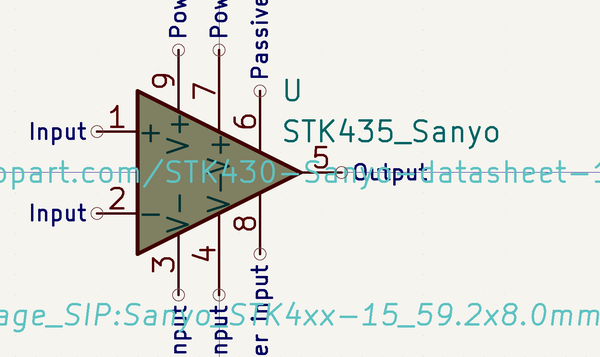 Pow
Pow
Passive
9
7
6
U
STK435_Sanyo
Input
1
+
V+
V+
5
opart.com/STK430-Sanyo-datasheet-1
Output
Input
2
-
V-
V-
8
3
4
er Input
nput
nput
age_SIP:Sanyo_STK4xx-15_59.2x8.0mm